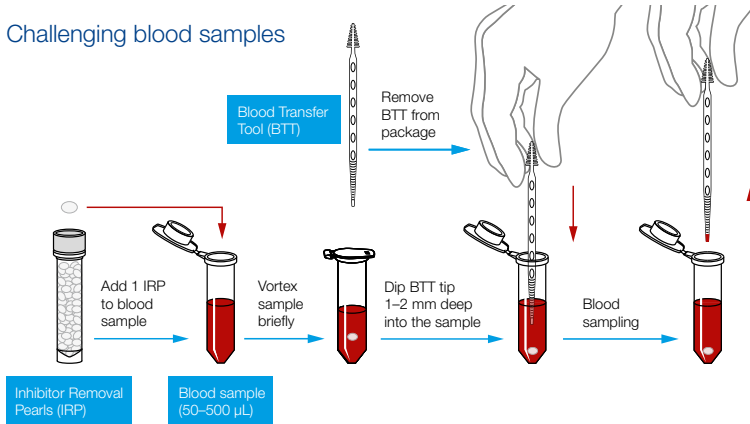 Challenging blood samples
Blood Transfer
Tool (BTT)
Remove
BTT from
package
Add 1 IRP
to blood
sample
Vortex
sample
briefly
Dip BTT tip
1–2 mm deep
into the sample
Blood
sampling
Inhibitor Removal
Pearls (IRP)
Blood sample
(50–500 µL)